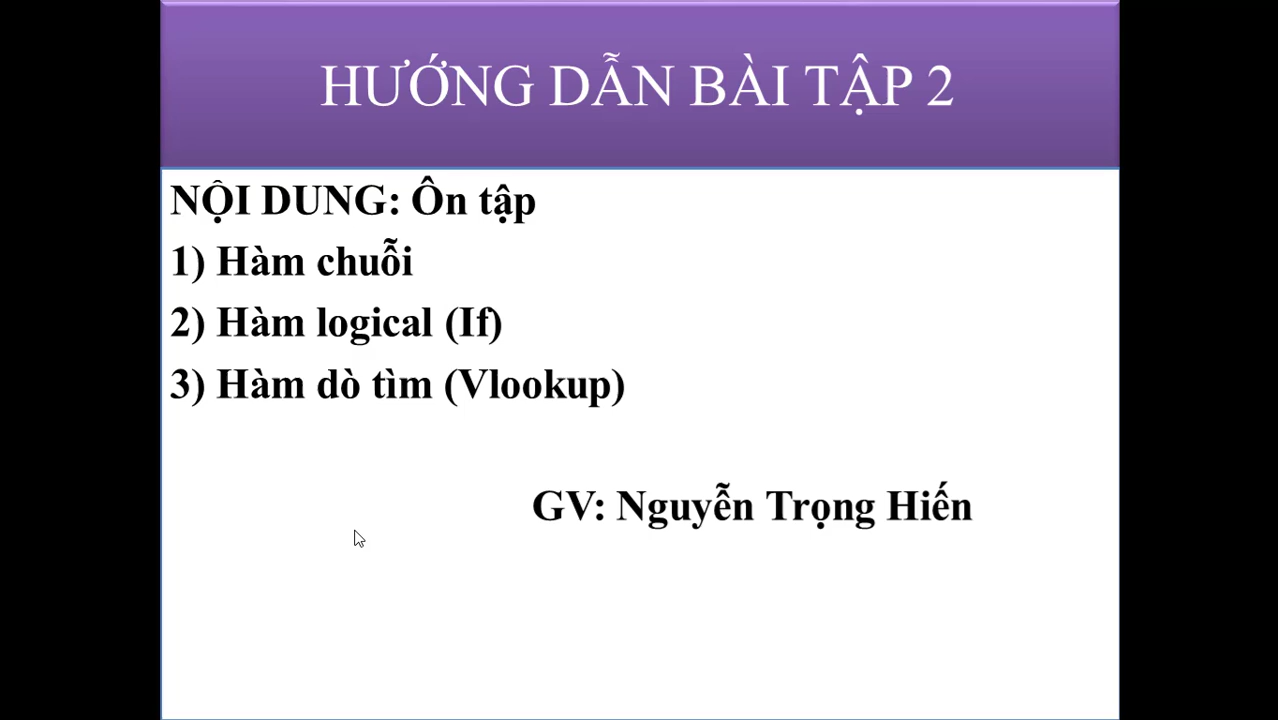 HƯỚNG DẪN BÀI TẬP 2
NỘI DUNG: Ôn tập
1) Hàm chuỗi
2) Hàm logical (If)
3) Hàm dò tìm (Vlookup)
GV: Nguyễn Trọng Hiến